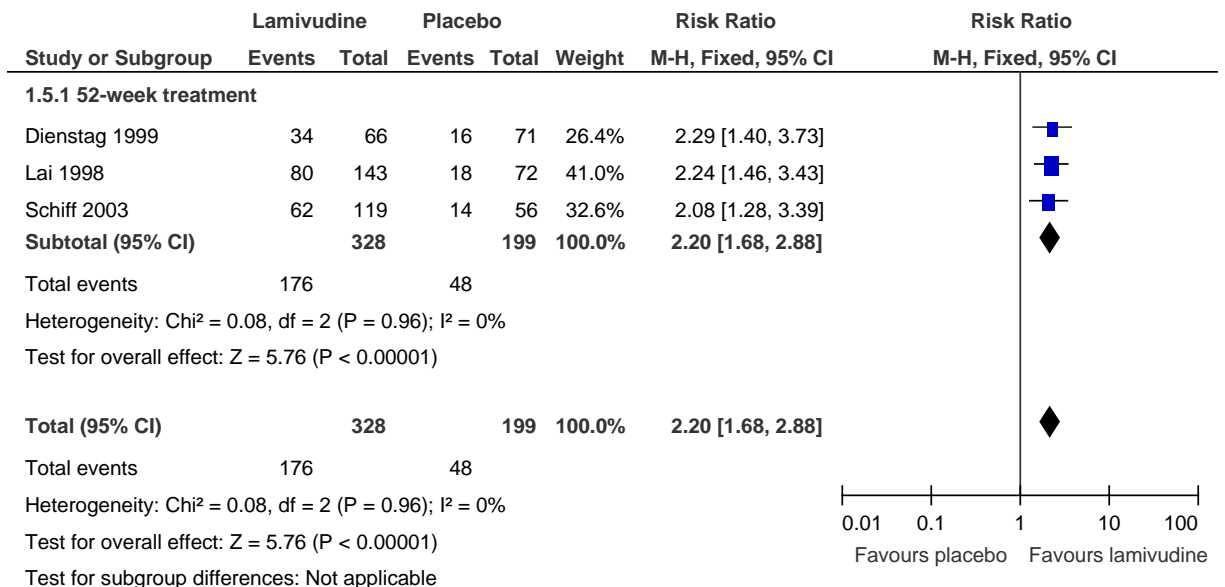 Lamivudine Placebo Risk Ratio Risk Ratio
Study or Subgroup Events Total Events Total Weight M-H, Fixed, 95% CI M-H, Fixed, 95% CI
1.5.1 52-week treatment
Dienstag 1999 34 66 16 71 26.4% 2.29 [1.40, 3.73]
Lai 1998 80 143 18 72 41.0% 2.24 [1.46, 3.43]
Schiff 2003 62 119 14 56 32.6% 2.08 [1.28, 3.39]
Subtotal (95% CI) 328 199 100.0% 2.20 [1.68, 2.88]
Total events 176 48
Heterogeneity: Chi² = 0.08, df = 2 (P = 0.96); I² = 0%
Test for overall effect: Z = 5.76 (P < 0.00001)
Total (95% CI) 328 199 100.0% 2.20 [1.68, 2.88]
Total events 176 48
Heterogeneity: Chi² = 0.08, df = 2 (P = 0.96); I² = 0%
0.01 0.1 1 10 100
Test for overall effect: Z = 5.76 (P < 0.00001)
Favours placebo Favours lamivudine
Test for subgroup differences: Not applicable